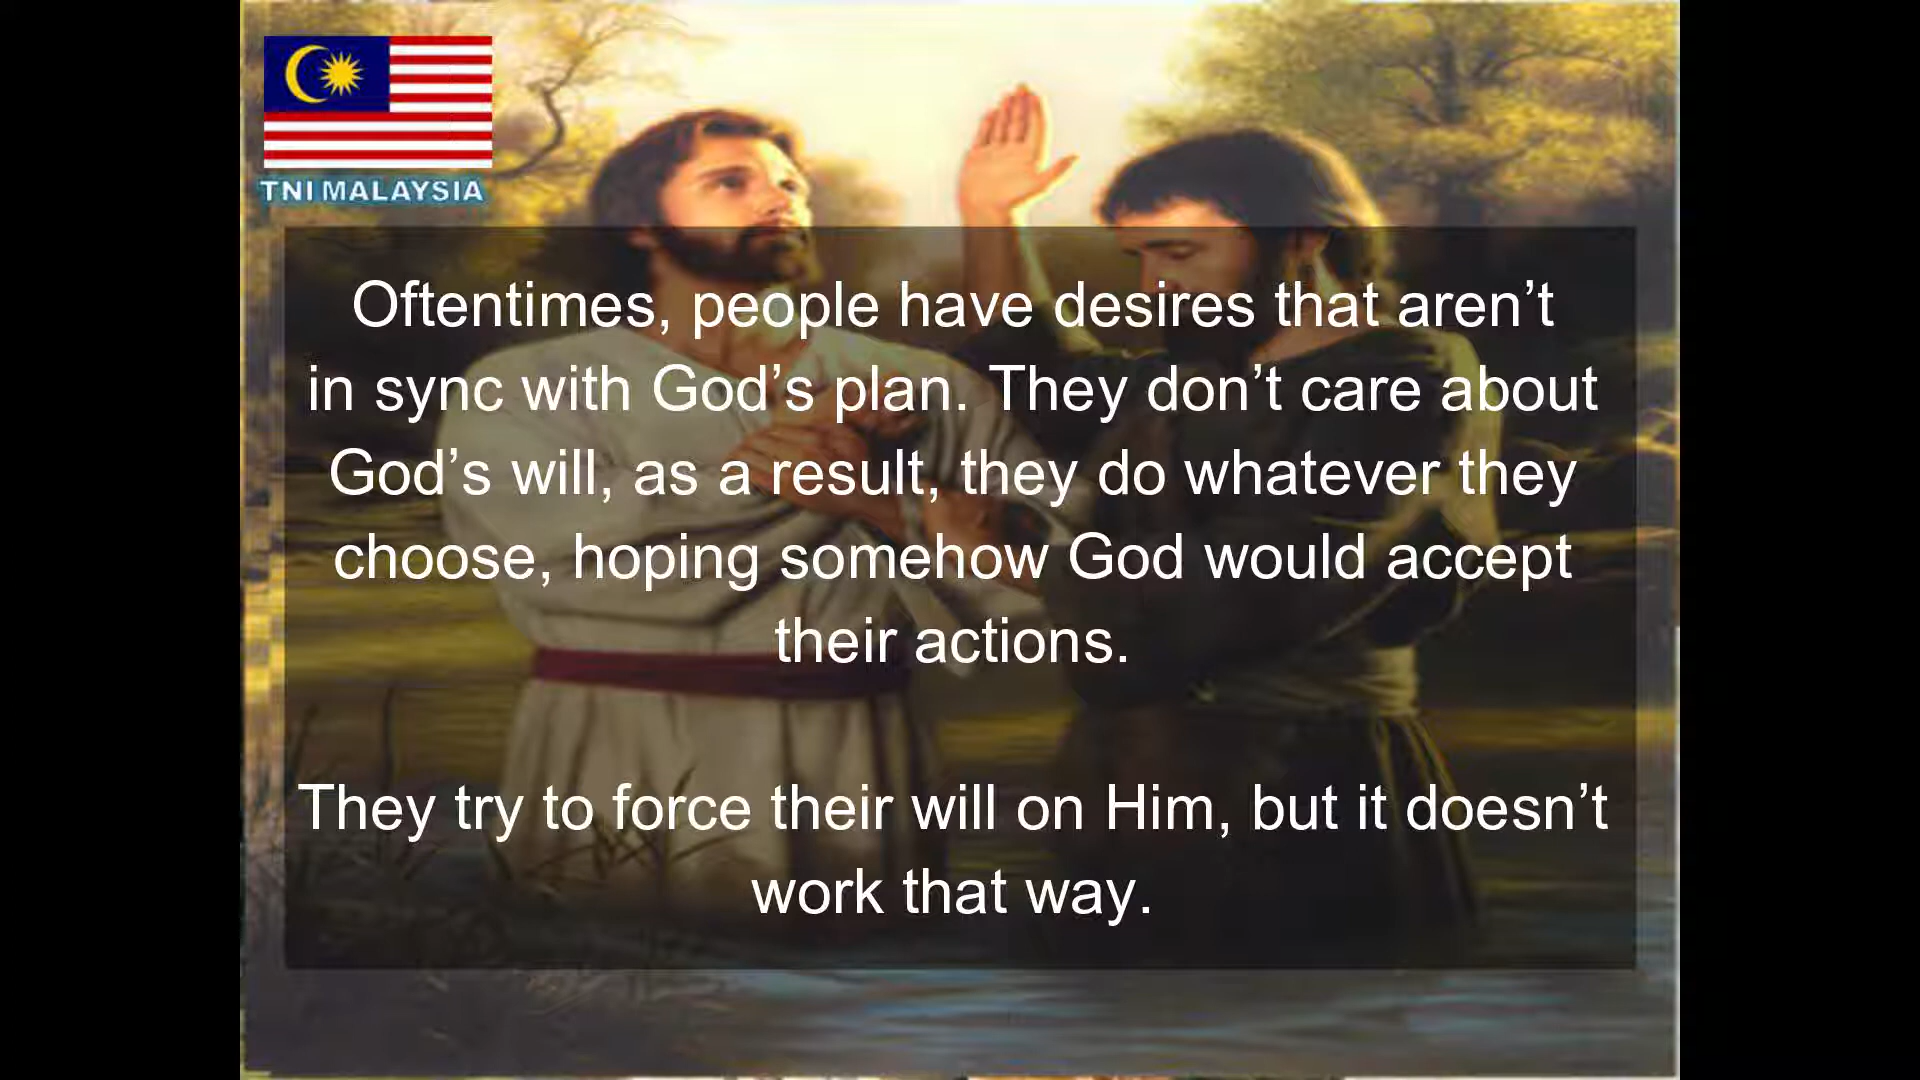 TNI MALAYSIA
Oftentimes, people have desires that aren’t
in sync with God’s plan. They don’t care about
God’s will, as a result, they do whatever they
choose, hoping somehow God would accept
their actions.
They try to force their will on Him, but it doesn’t
work that way.